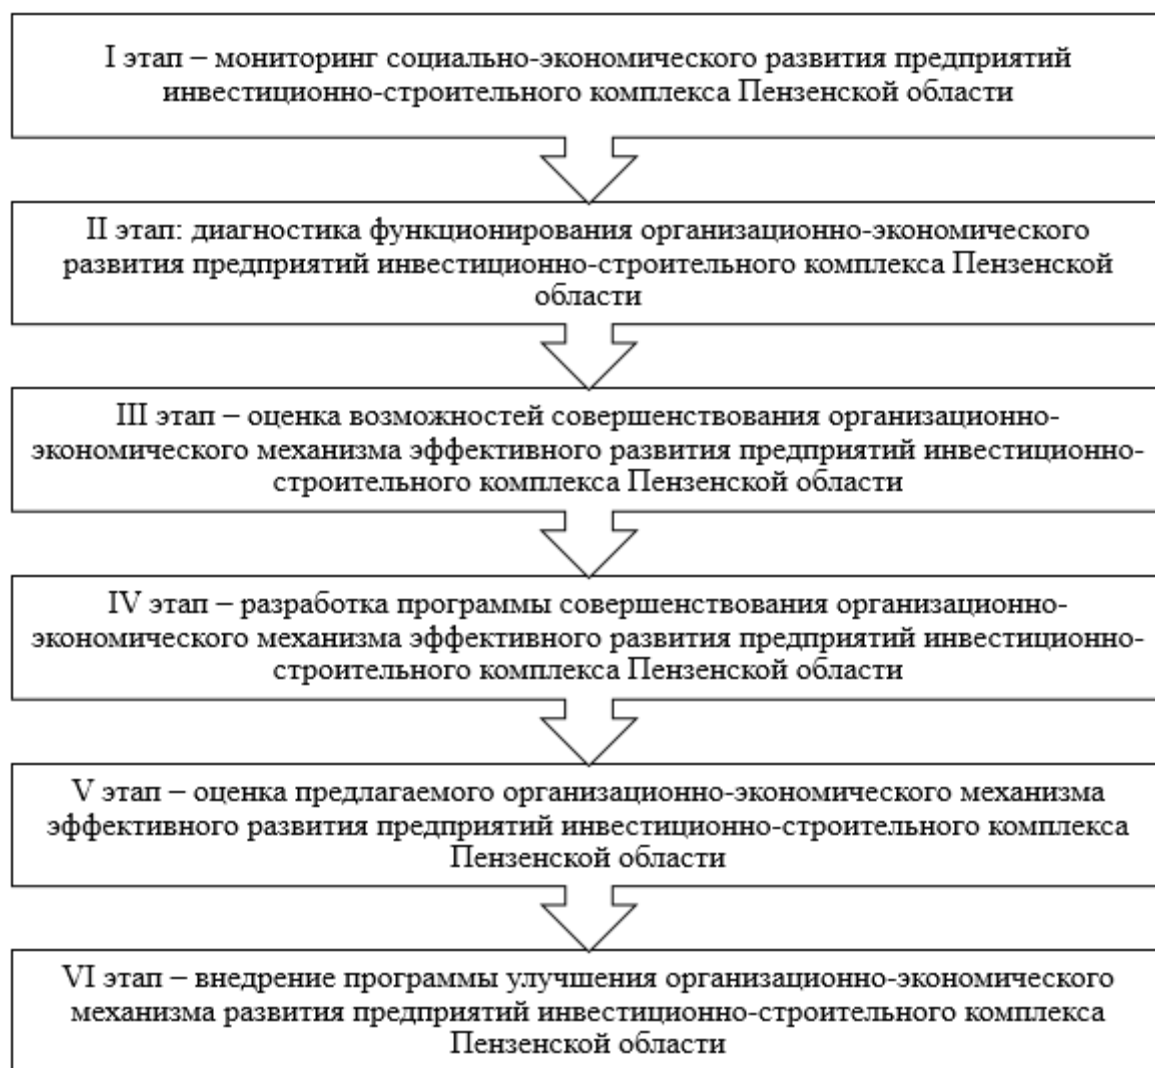 I этап – мониторинг социально-экономического развития предприятий
инвестиционно-строительного комплекса Пензенской области
II этап: диагностика функционирования организационно-экономического
развития предприятий инвестиционно-строительного комплекса Пензенской
области
III этап – оценка возможностей совершенствования организационно-
экономического механизма эффективного развития предприятий инвестиционно-
строительного комплекса Пензенской области
IV этап – разработка программы совершенствования организационно-
экономического механизма эффективного развития предприятий инвестиционно-
строительного комплекса Пензенской области
V этап – оценка предлагаемого организационно-экономического механизма
эффективного развития предприятий инвестиционно-строительного комплекса
Пензенской области
VI этап – внедрение программы улучшения организационно-экономического
механизма развития предприятий инвестиционно-строительного комплекса
Пензенской области